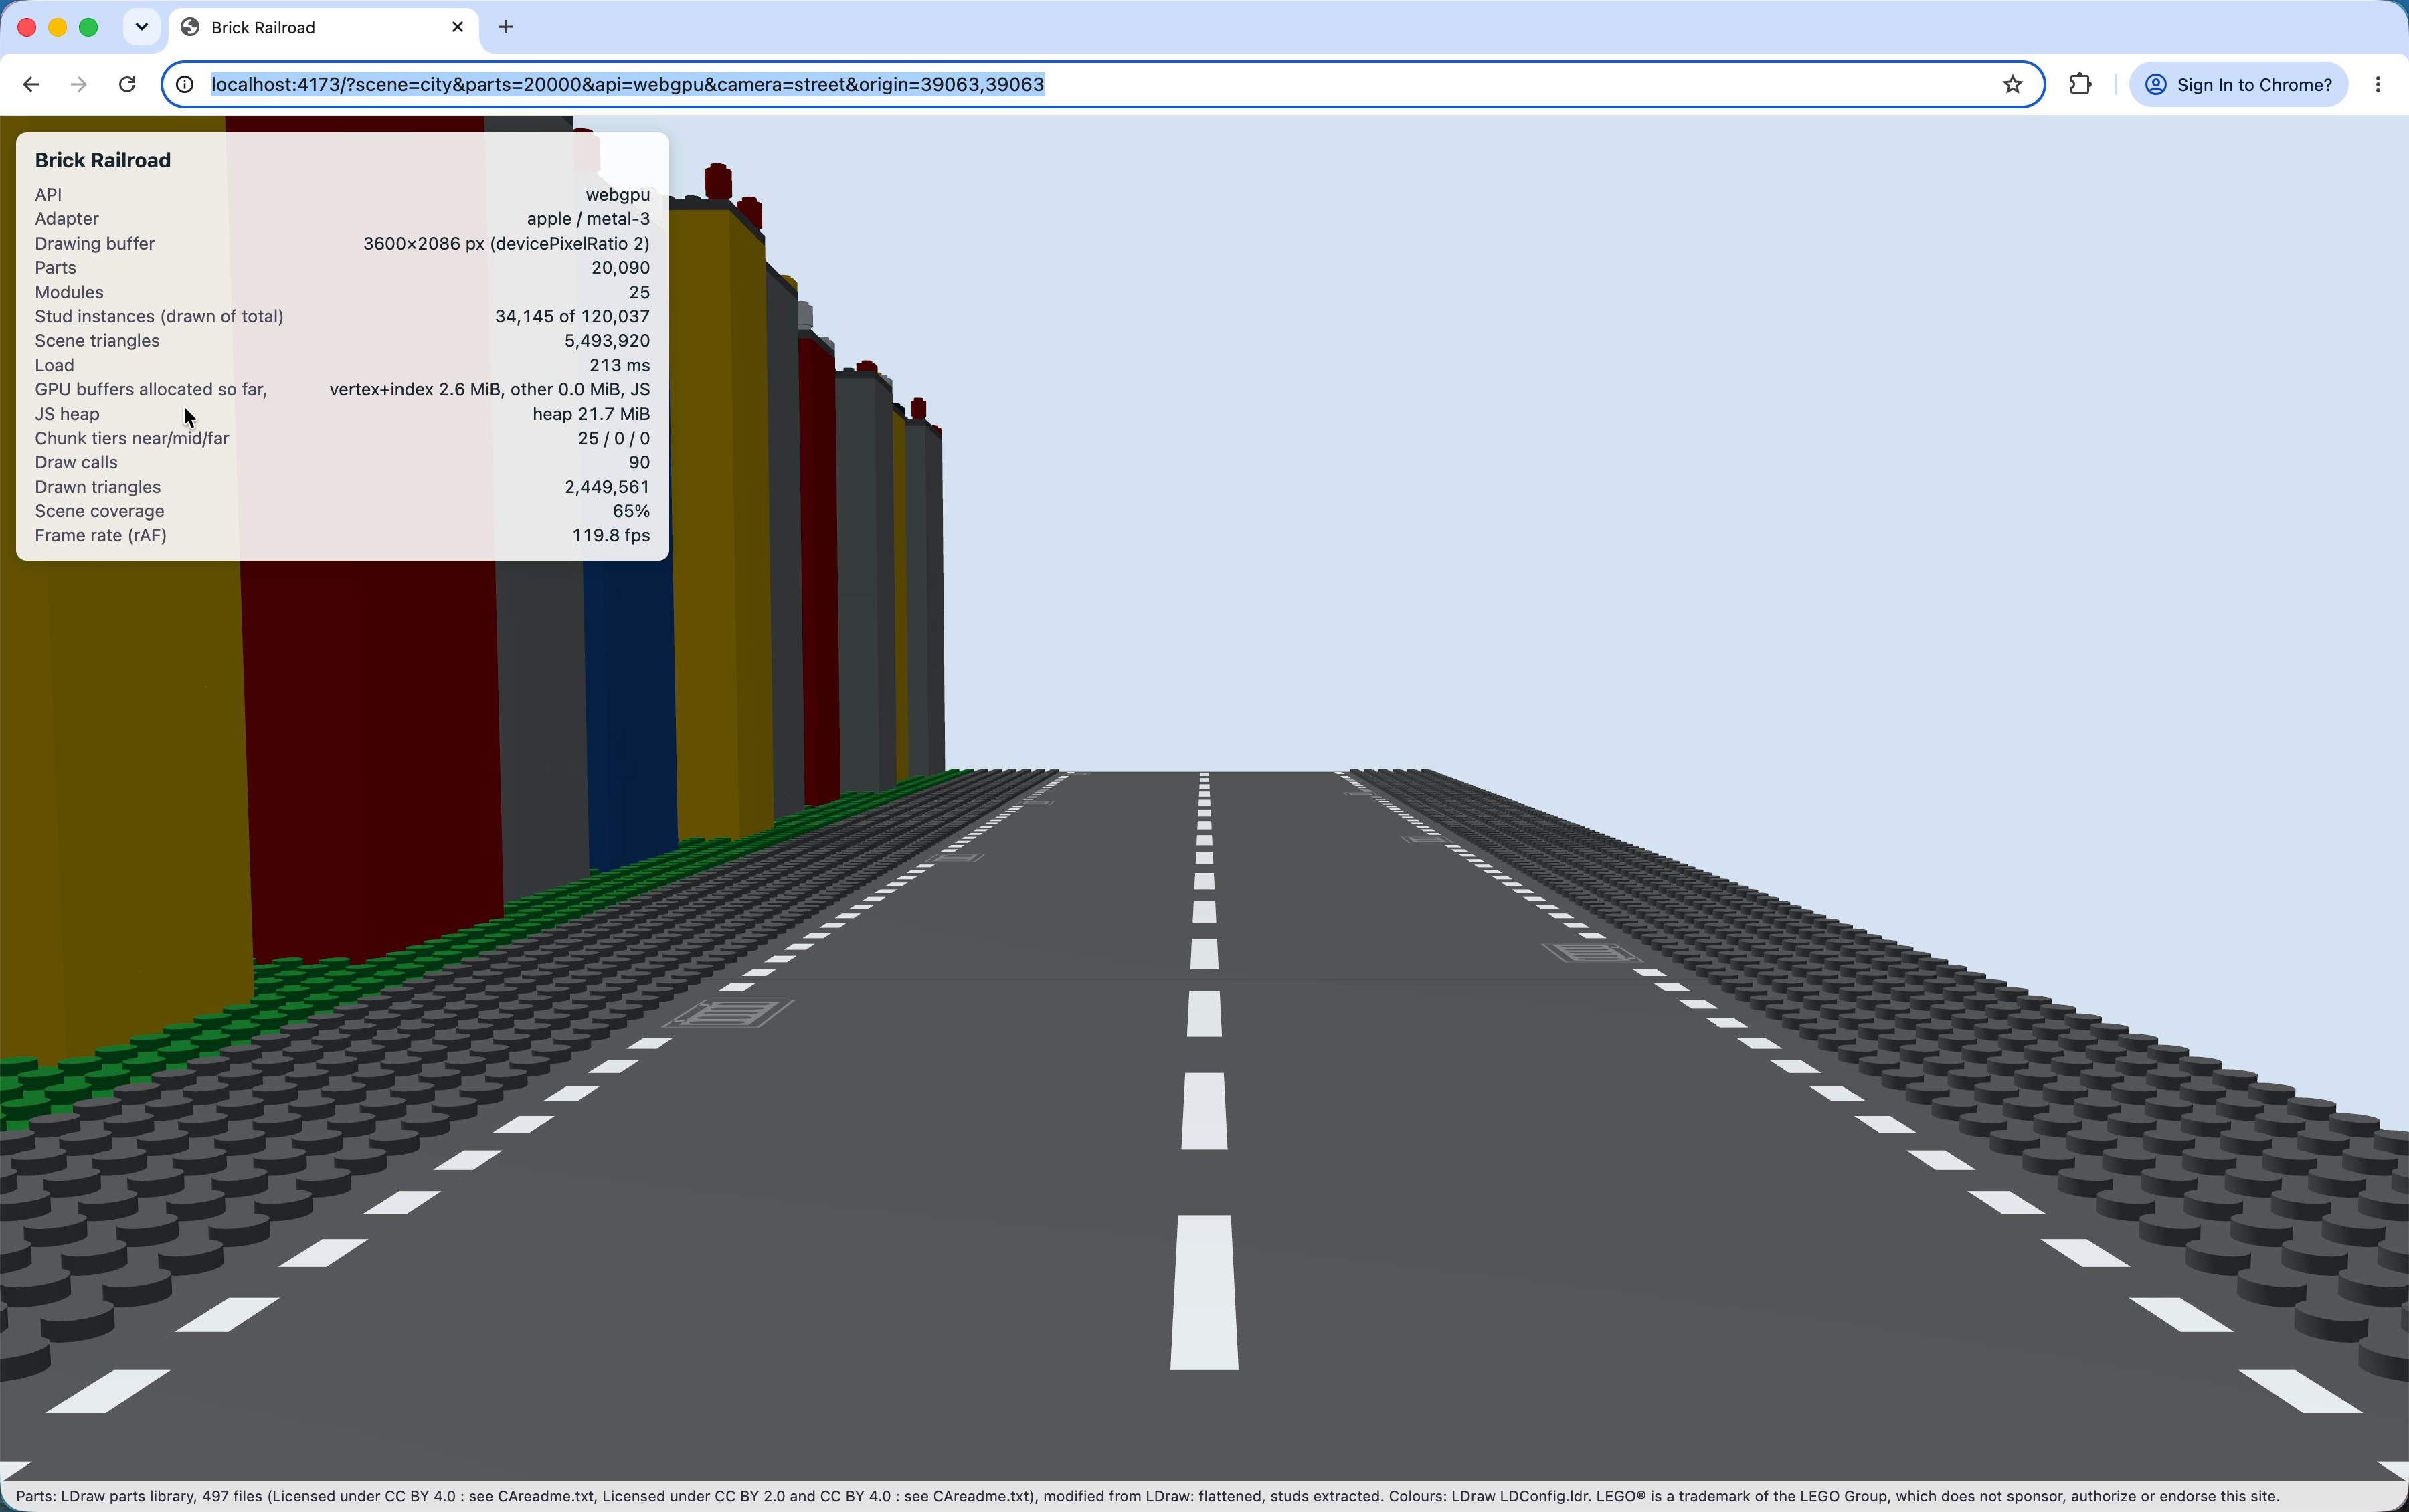 Brick Railroad
localhost:4173/?scene=city&parts=20000&api=webgpu&camera=street&origin=39063,39063
Sign In to Chrome?
Brick Railroad
API webgpu
Adapter apple / metal-3
Drawing buffer 3600×2086 px (devicePixelRatio 2)
Parts 20,090
Modules 25
Stud instances (drawn of total) 34,145 of 120,037
Scene triangles 5,493,920
Load 213 ms
GPU buffers allocated so far, vertex+index 2.6 MiB, other 0.0 MiB, JS
JS heap heap 21.7 MiB
Chunk tiers near/mid/far 25 / 0 / 0
Draw calls 90
Drawn triangles 2,449,561
Scene coverage 65%
Frame rate (rAF) 119.8 fps
Parts: LDraw parts library, 497 files (Licensed under CC BY 4.0 : see CAreadme.txt, Licensed under CC BY 2.0 and CC BY 4.0 : see CAreadme.txt), modified from LDraw: flattened, studs extracted. Colours: LDraw LDConfig.ldr. LEGO® is a trademark of the LEGO Group, which does not sponsor, authorize or endorse this site.